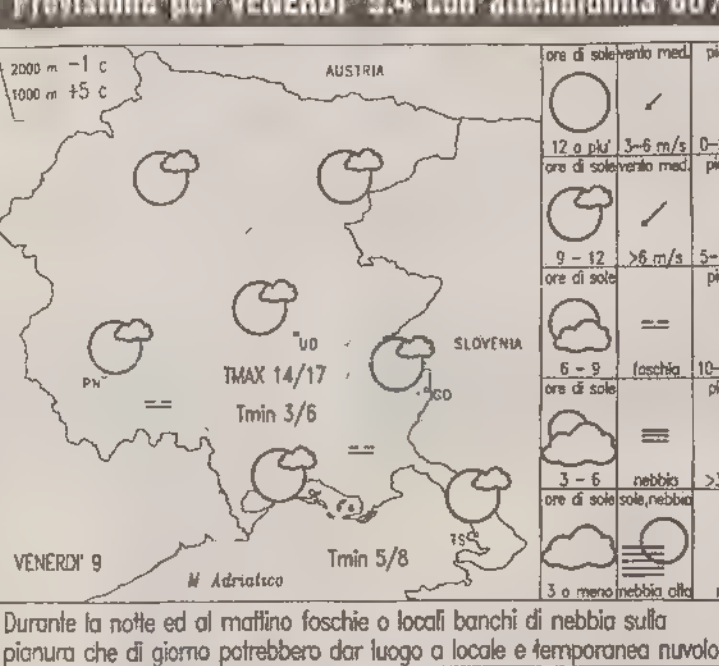 Previsione per VENERDI' 9.4 con attendibilità 80%
2000 m -1 c
1000 m +5 c
AUSTRIA
SLOVENIA
UD
PN
GO
TS
TMAX 14/17
Tmin 3/6
Tmin 5/8
VENERDI' 9
M Adriatico
ore di sole vento med.
12 o piu' 3-6 m/s
ore di sole vento med.
9 - 12 >6 m/s
ore di sole
6 - 9 foschia
ore di sole
3 - 6 nebbia
ore di sole sole,nebbia
3 o meno nebbia alta
Durante la notte ed al mattino foschie o locali banchi di nebbia sulla
pianura che di giorno potrebbero dar luogo a locale e temporanea nuvolo